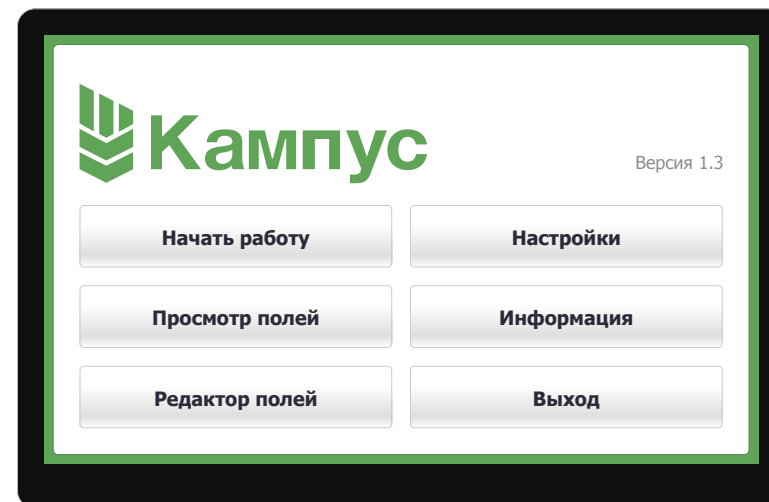 Кампус
Версия 1.3
Начать работу
Настройки
Просмотр полей
Информация
Редактор полей
Выход